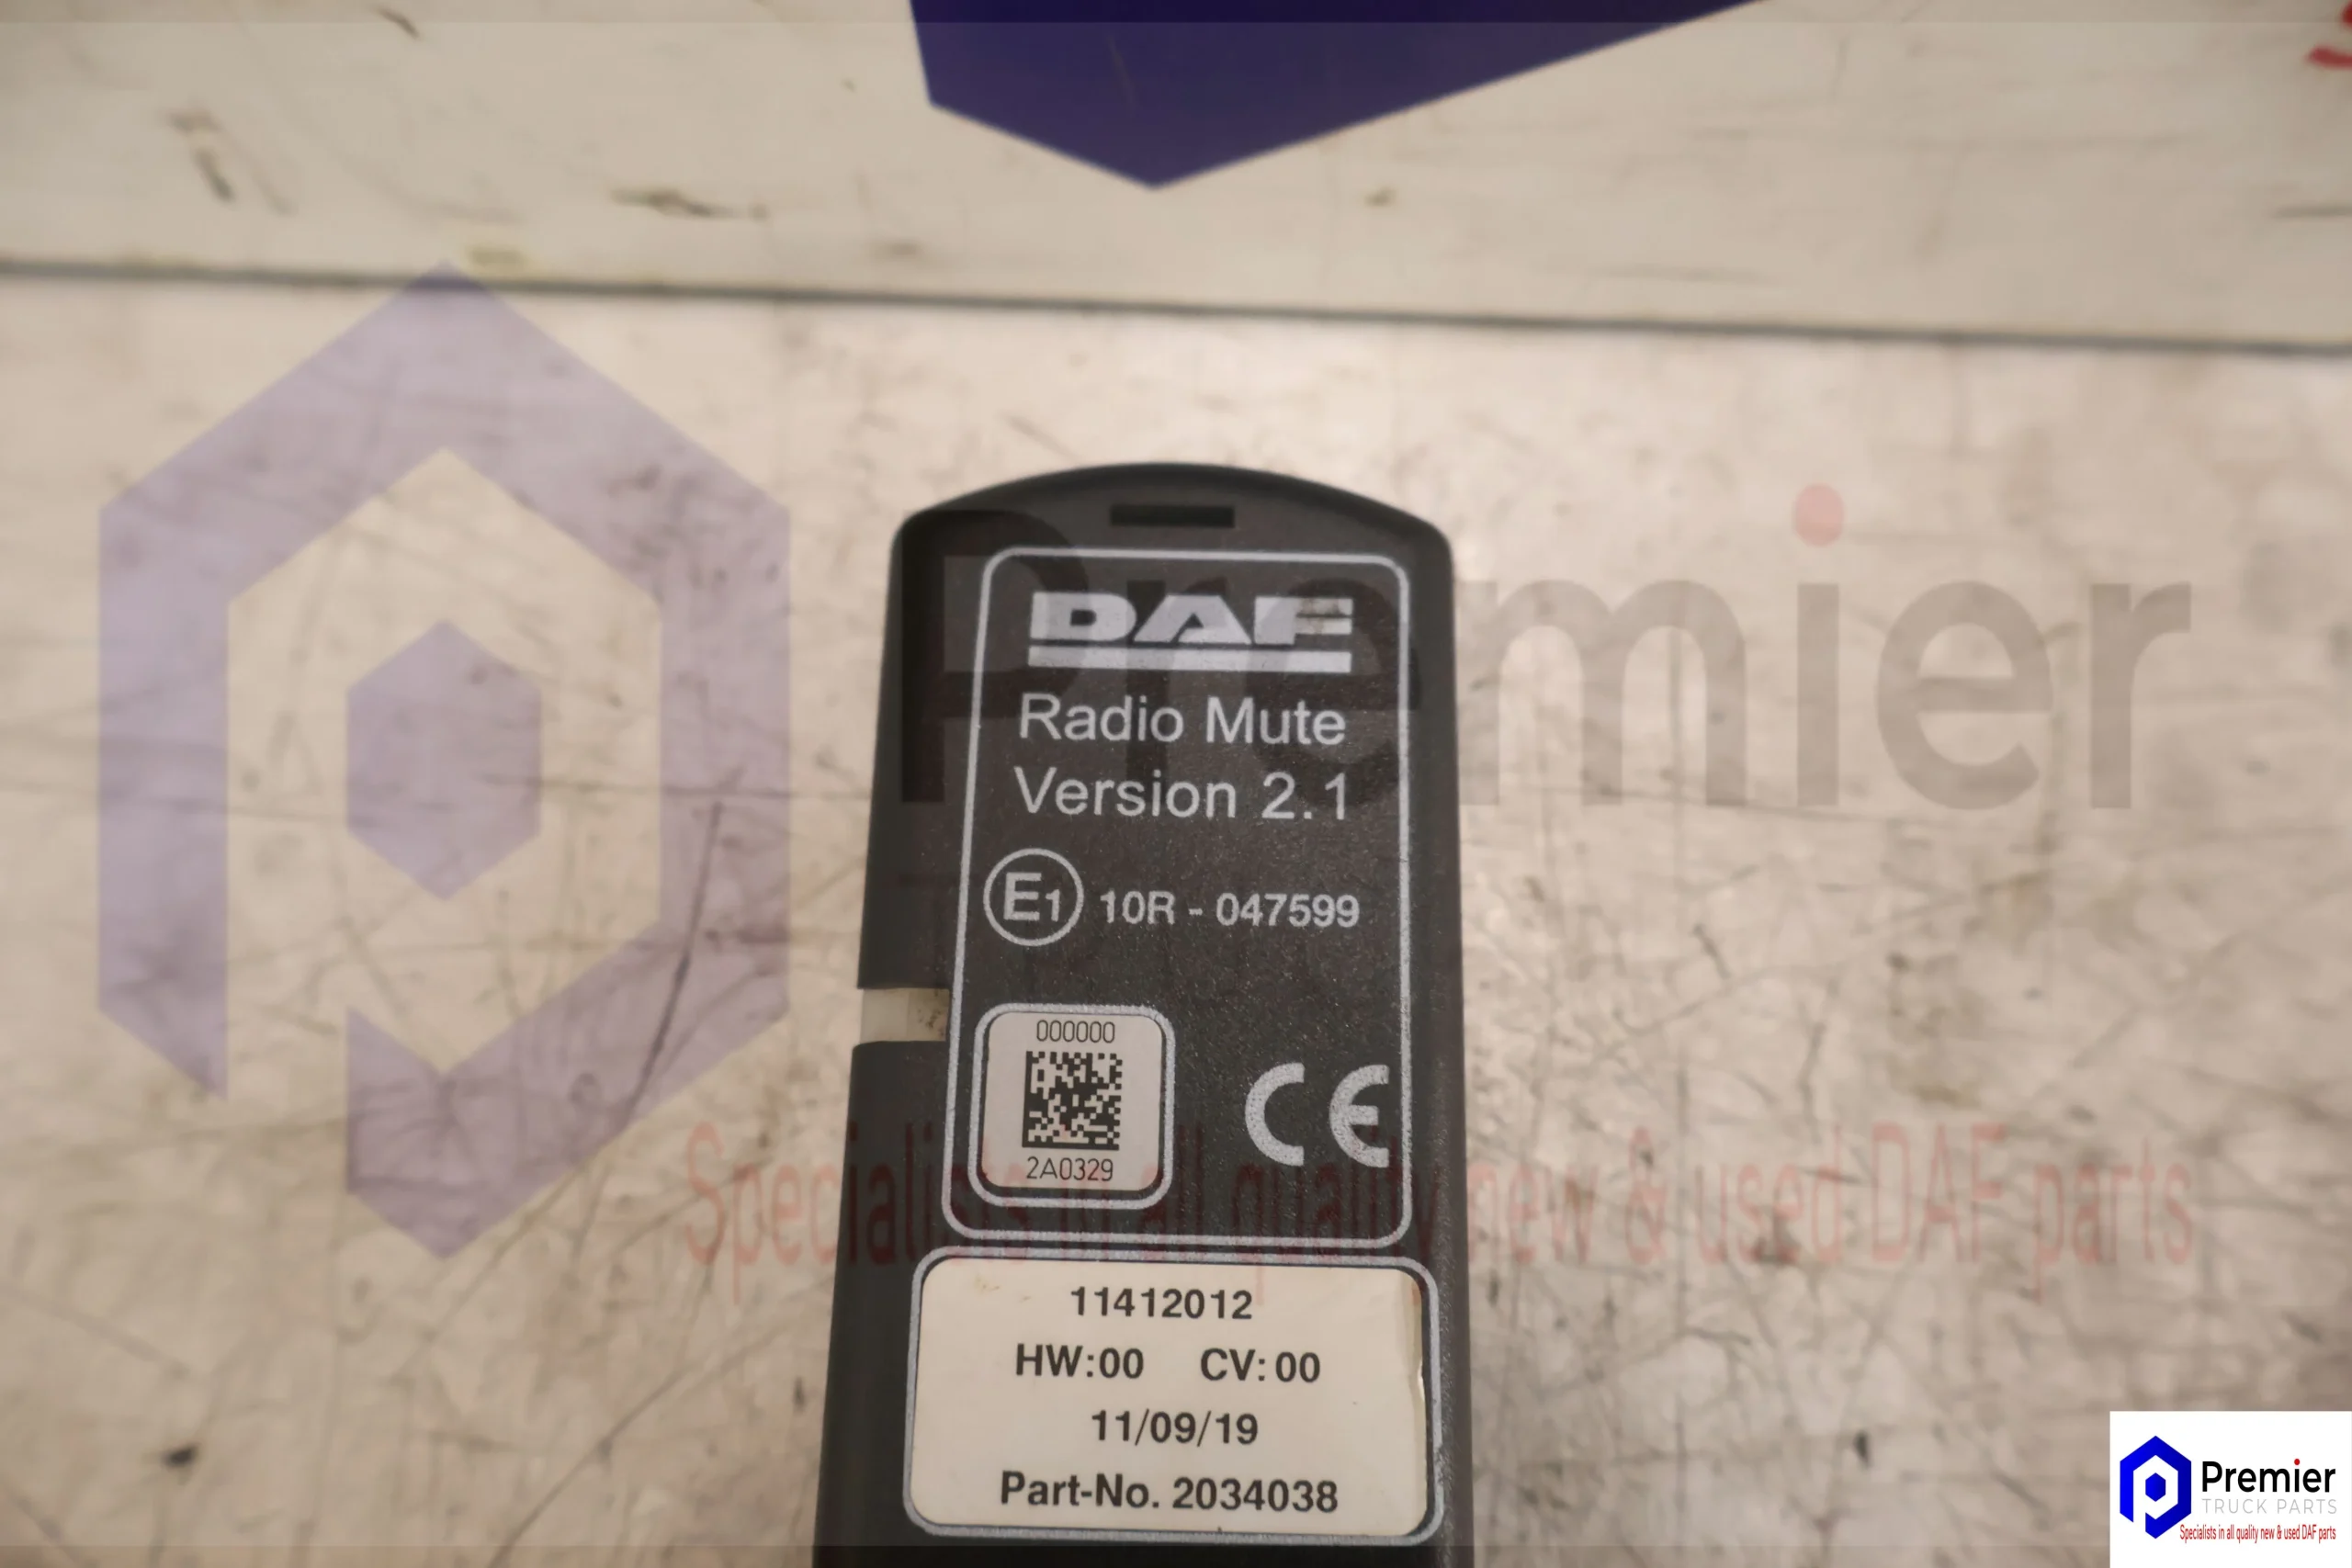 DAF
Radio Mute
Version 2.1
E1 10R - 047599
000000
2A0329
CE
11412012
HW:00 CV:00
11/09/19
Part-No. 2034038
Premier
Specialists in all quality new & used DAF parts
Premier
TRUCK PARTS
Specialists in all quality new & used DAF parts